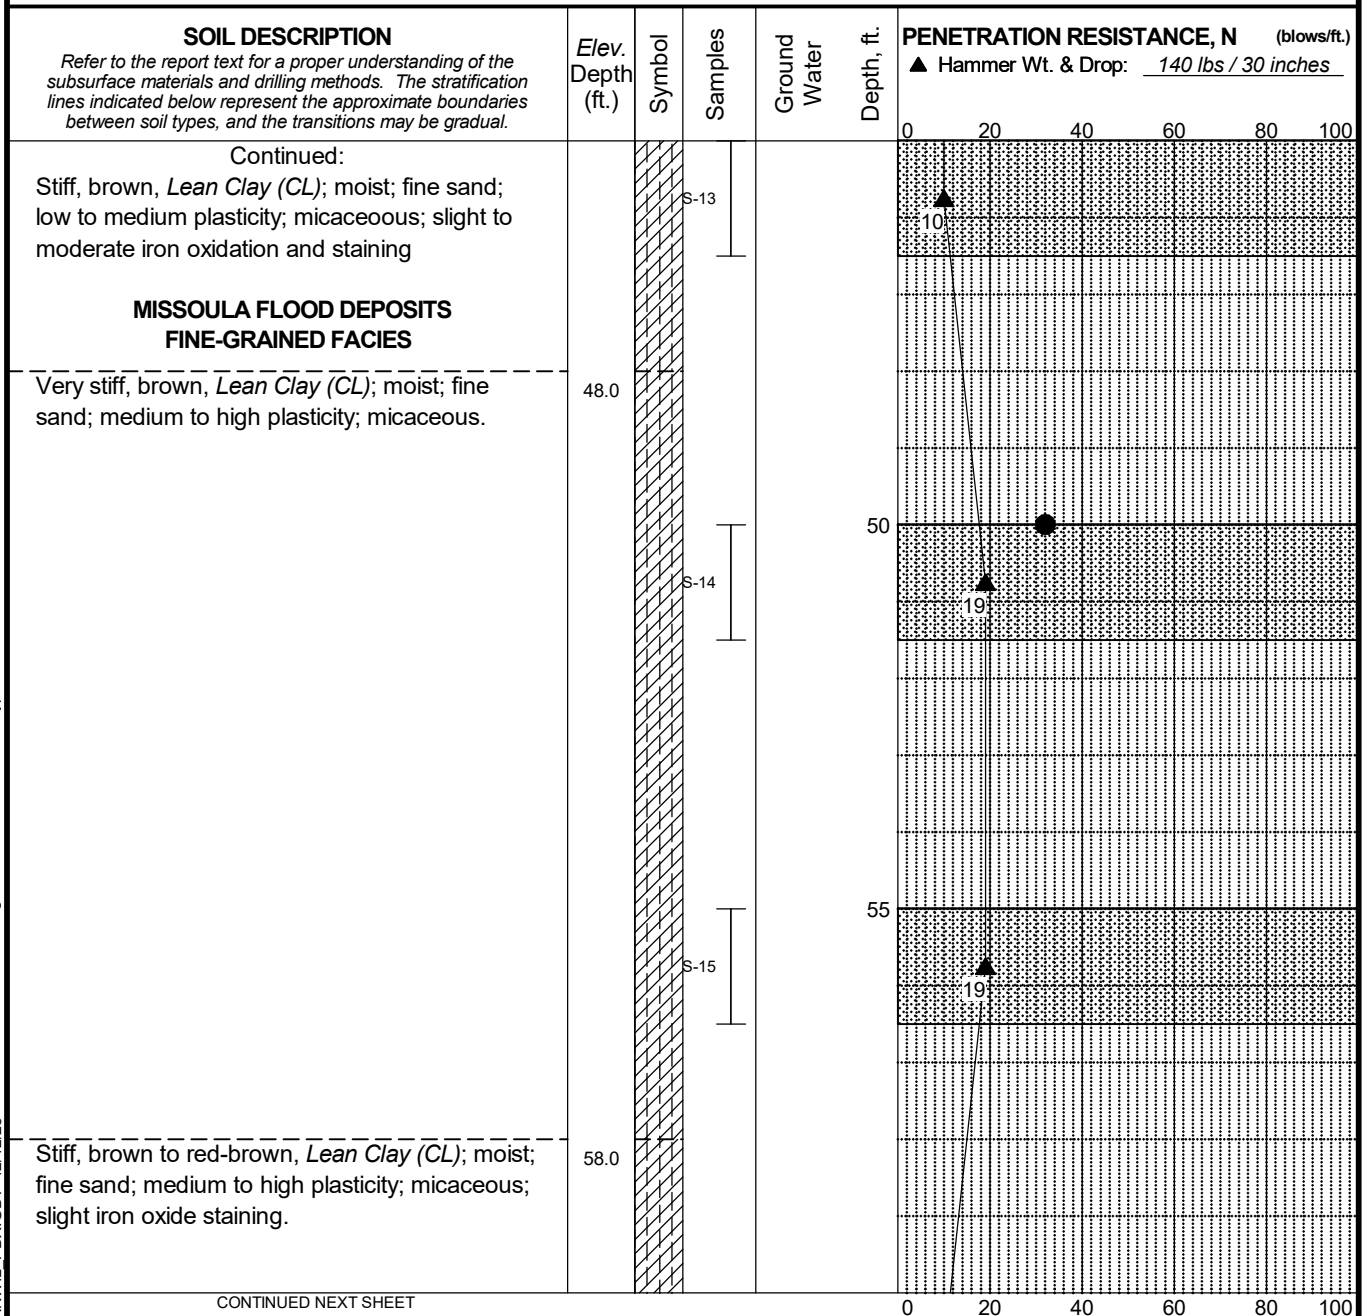 SOIL DESCRIPTION
Refer to the report text for a proper understanding of the
subsurface materials and drilling methods. The stratification
lines indicated below represent the approximate boundaries
between soil types, and the transitions may be gradual.
Elev.
Depth
(ft.)
Symbol
Samples
Ground
Water
Depth, ft.
PENETRATION RESISTANCE, N (blows/ft.)
▲ Hammer Wt. & Drop: 140 lbs / 30 inches
0 20 40 60 80 100
Continued:
Stiff, brown, Lean Clay (CL); moist; fine sand;
low to medium plasticity; micaceoous; slight to
moderate iron oxidation and staining
S-13
10
MISSOULA FLOOD DEPOSITS
FINE-GRAINED FACIES
Very stiff, brown, Lean Clay (CL); moist; fine
sand; medium to high plasticity; micaceous.
48.0
50
S-14
19
55
S-15
19
Stiff, brown to red-brown, Lean Clay (CL); moist;
fine sand; medium to high plasticity; micaceous;
slight iron oxide staining.
58.0
CONTINUED NEXT SHEET
0 20 40 60 80 100